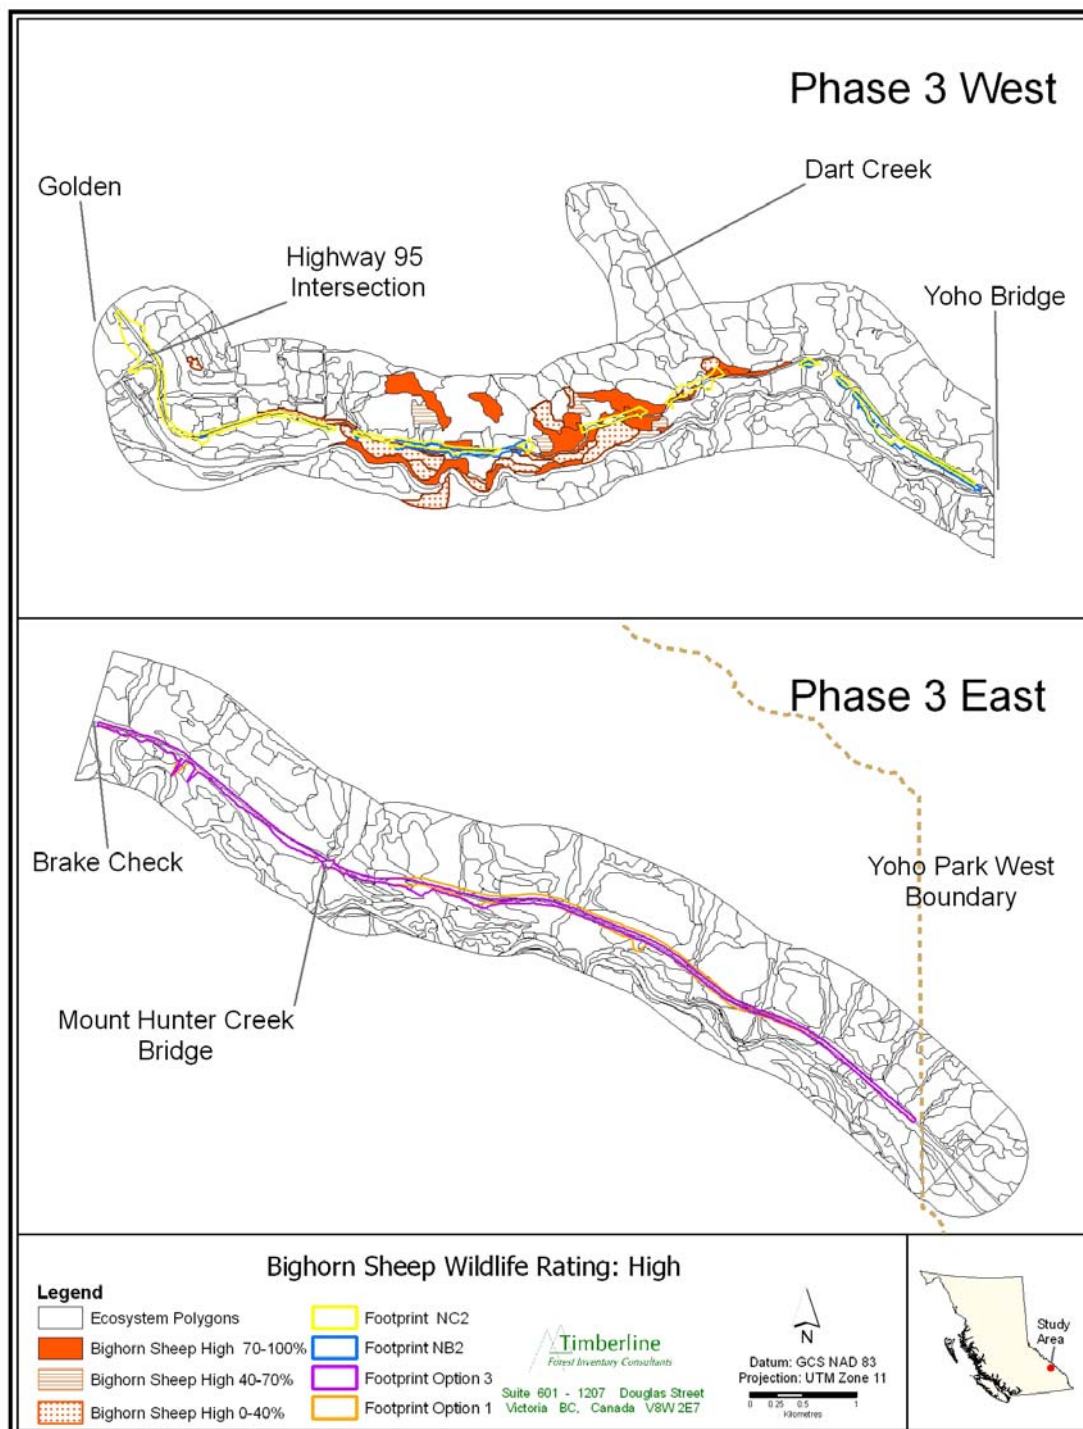 Phase 3 West
Golden
Dart Creek
Highway 95
Intersection
Yoho Bridge
Phase 3 East
Brake Check
Yoho Park West
Boundary
Mount Hunter Creek
Bridge
Bighorn Sheep Wildlife Rating: High
Legend
Ecosystem Polygons
Bighorn Sheep High 70-100%
Bighorn Sheep High 40-70%
Bighorn Sheep High 0-40%
Footprint NC2
Footprint NB2
Footprint Option 3
Footprint Option 1
Timberline
Forest Inventory Consultants
Suite 601 - 1207 Douglas Street
Victoria BC, Canada V8W 2E7
N
Datum: GCS NAD 83
Projection: UTM Zone 11
0 0.25 0.5 1
Kilometres
Study
Area